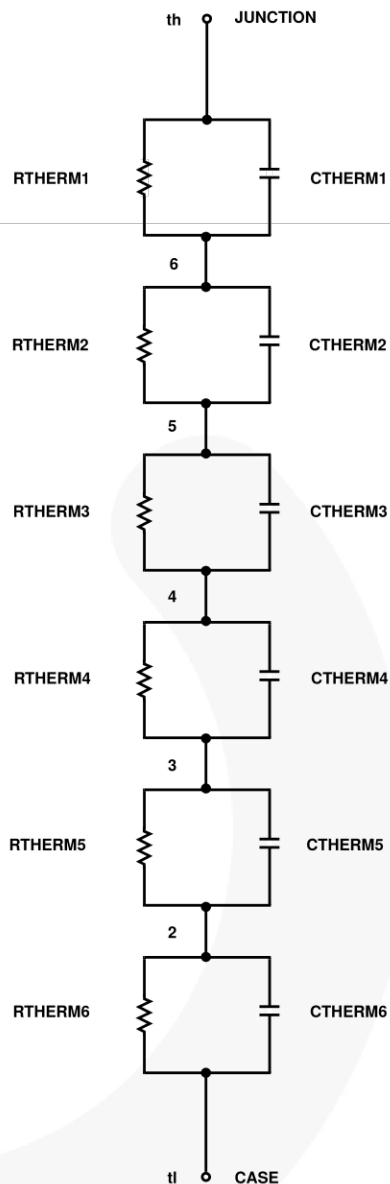 th JUNCTION
RTHERM1 CTHERM1
6
RTHERM2 CTHERM2
5
RTHERM3 CTHERM3
4
RTHERM4 CTHERM4
3
RTHERM5 CTHERM5
2
RTHERM6 CTHERM6
tl CASE